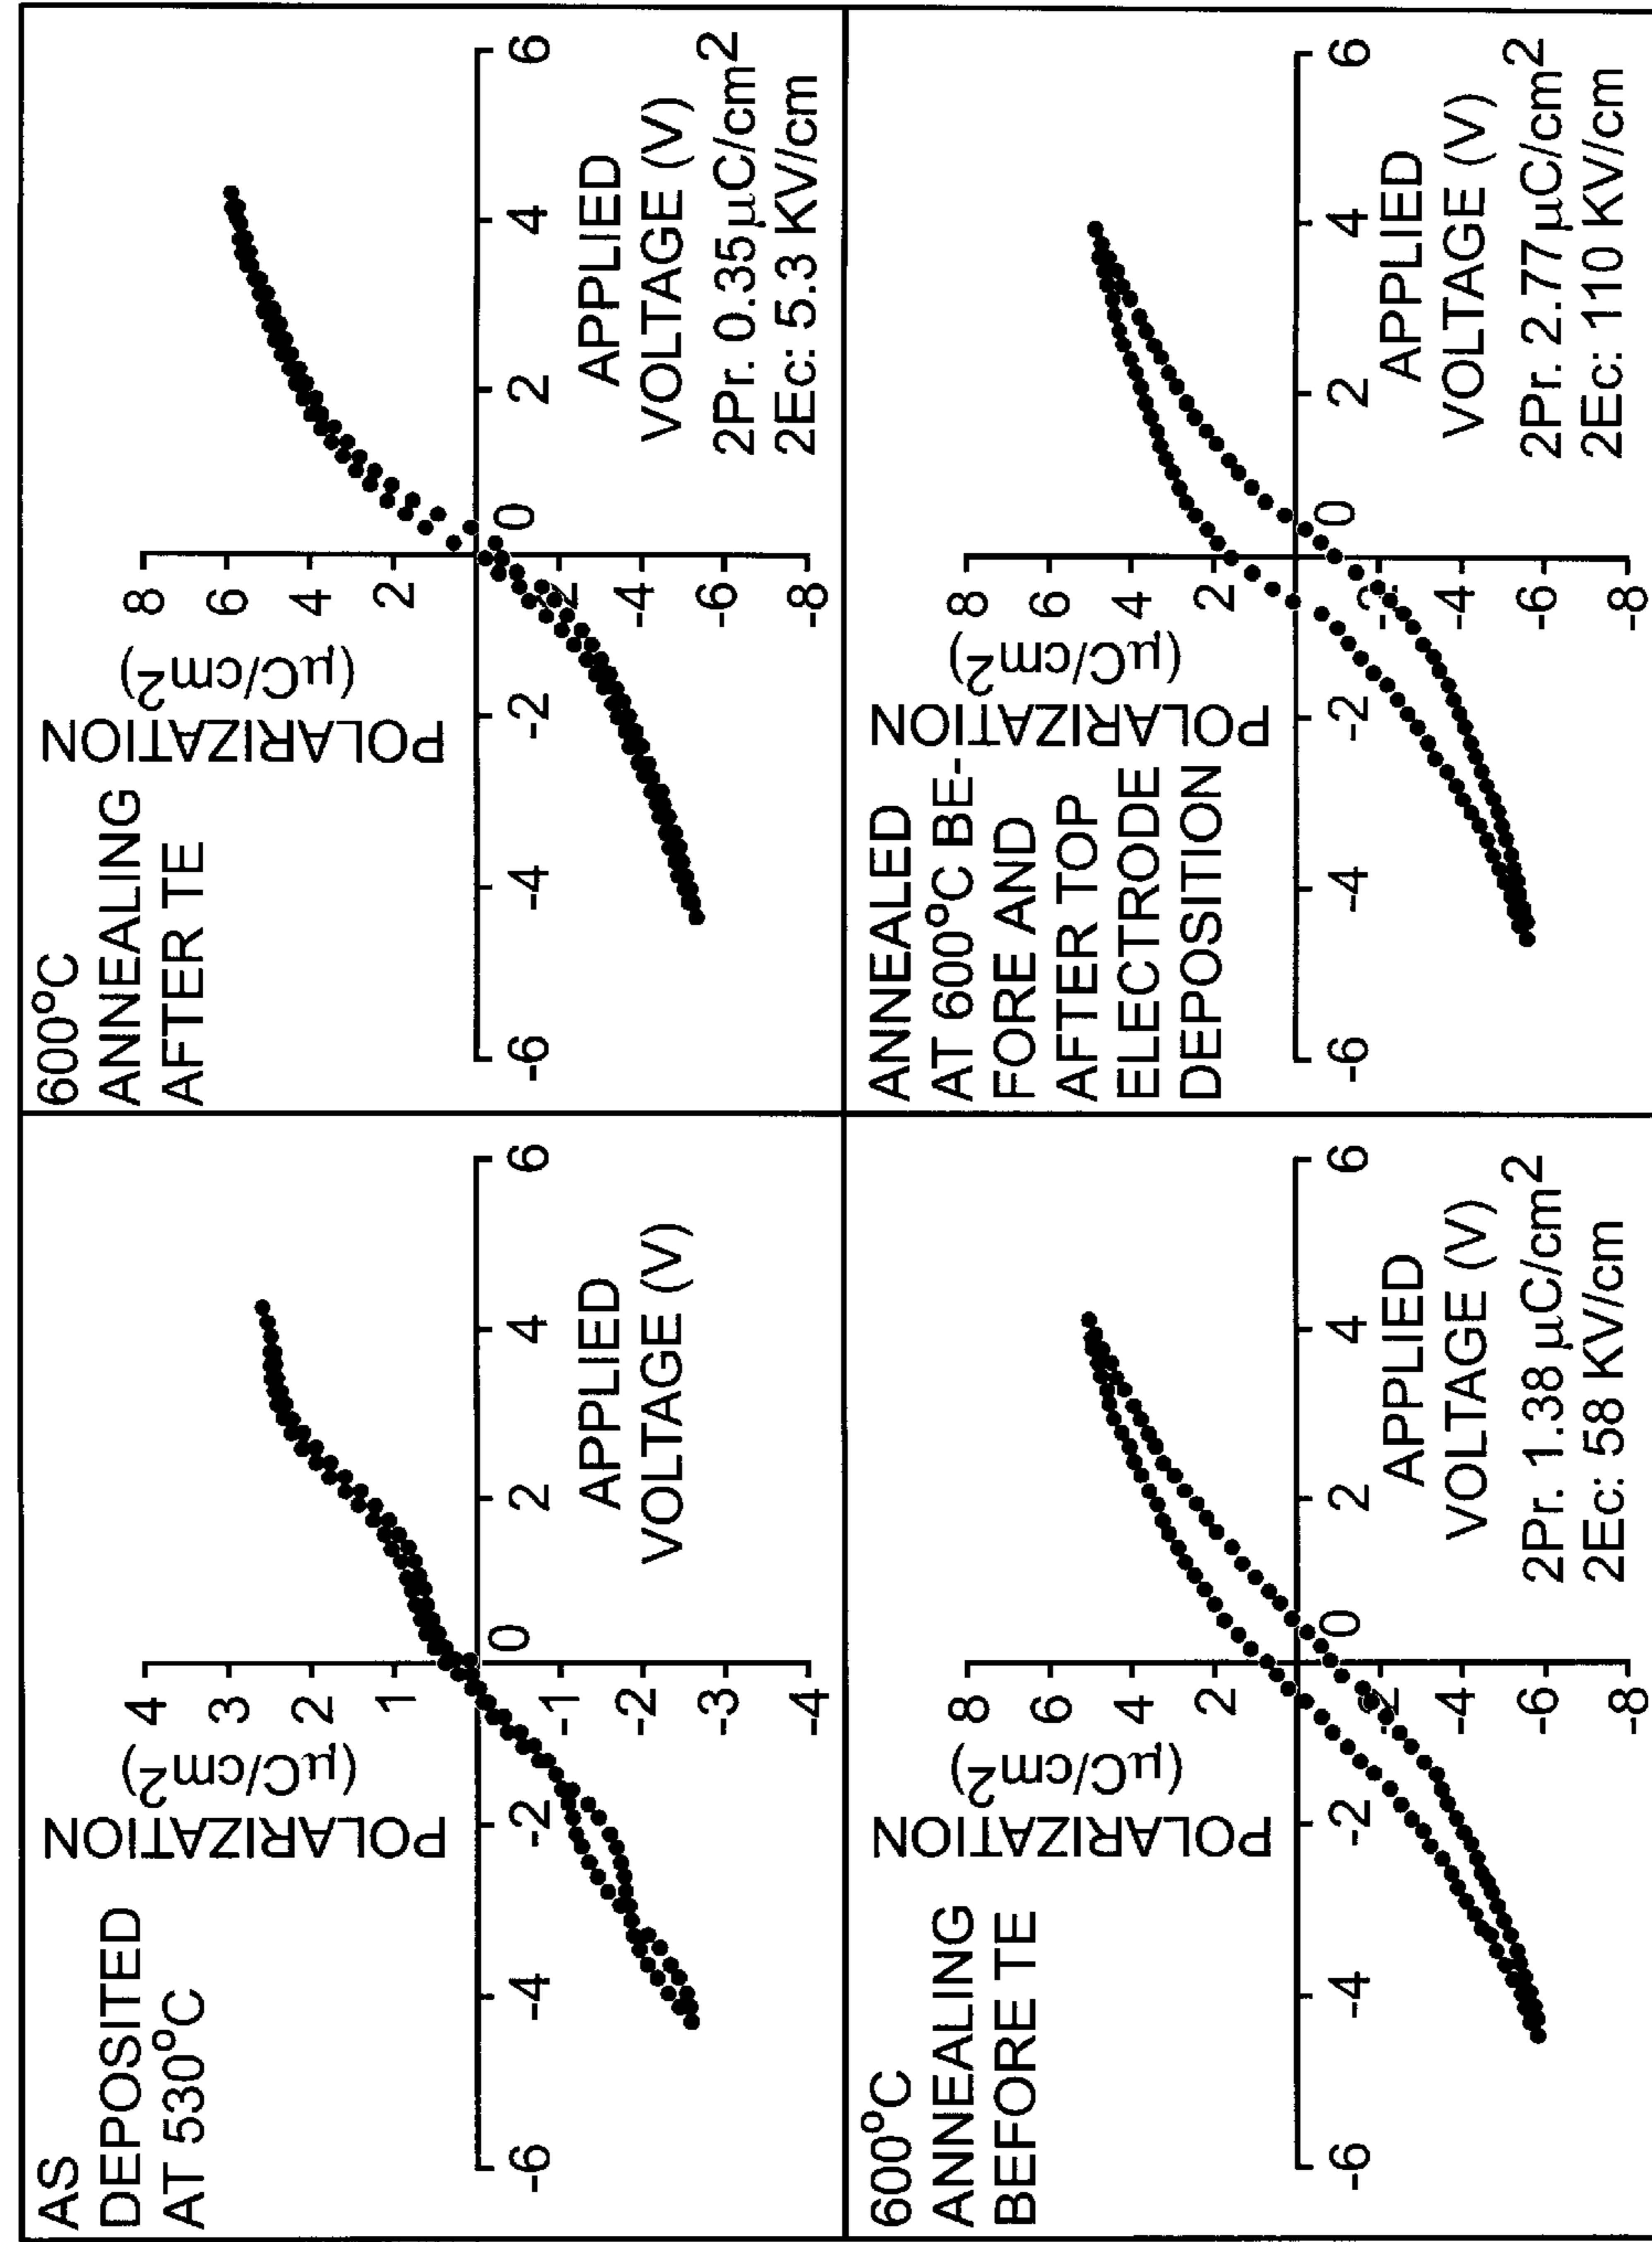 AS
DEPOSITED
AT 530°C
POLARIZATION
(μC/cm2)
4
3
2
1
-1
-2
-3
-4
-6
-4
-2
0
2
4
6
APPLIED
VOLTAGE (V)
600°C
ANNEALING
AFTER TE
POLARIZATION
(μC/cm2)
8
6
4
2
-2
-4
-6
-8
-6
-4
-2
0
2
4
6
APPLIED
VOLTAGE (V)
2Pr. 0.35μC/cm2
2Ec: 5.3 KV/cm
600°C
ANNEALING
BEFORE TE
POLARIZATION
(μC/cm2)
8
6
4
2
-2
-4
-6
-8
-6
-4
-2
0
2
4
6
APPLIED
VOLTAGE (V)
2Pr. 1.38 μC/cm2
2Ec: 58 KV/cm
ANNEALED
AT 600°C BE-
FORE AND
AFTER TOP
ELECTRODE
DEPOSITION
POLARIZATION
(μC/cm2)
8
6
4
2
-2
-4
-6
-8
-6
-4
-2
0
2
4
6
APPLIED
VOLTAGE (V)
2Pr. 2.77μC/cm2
2Ec: 110 KV/cm